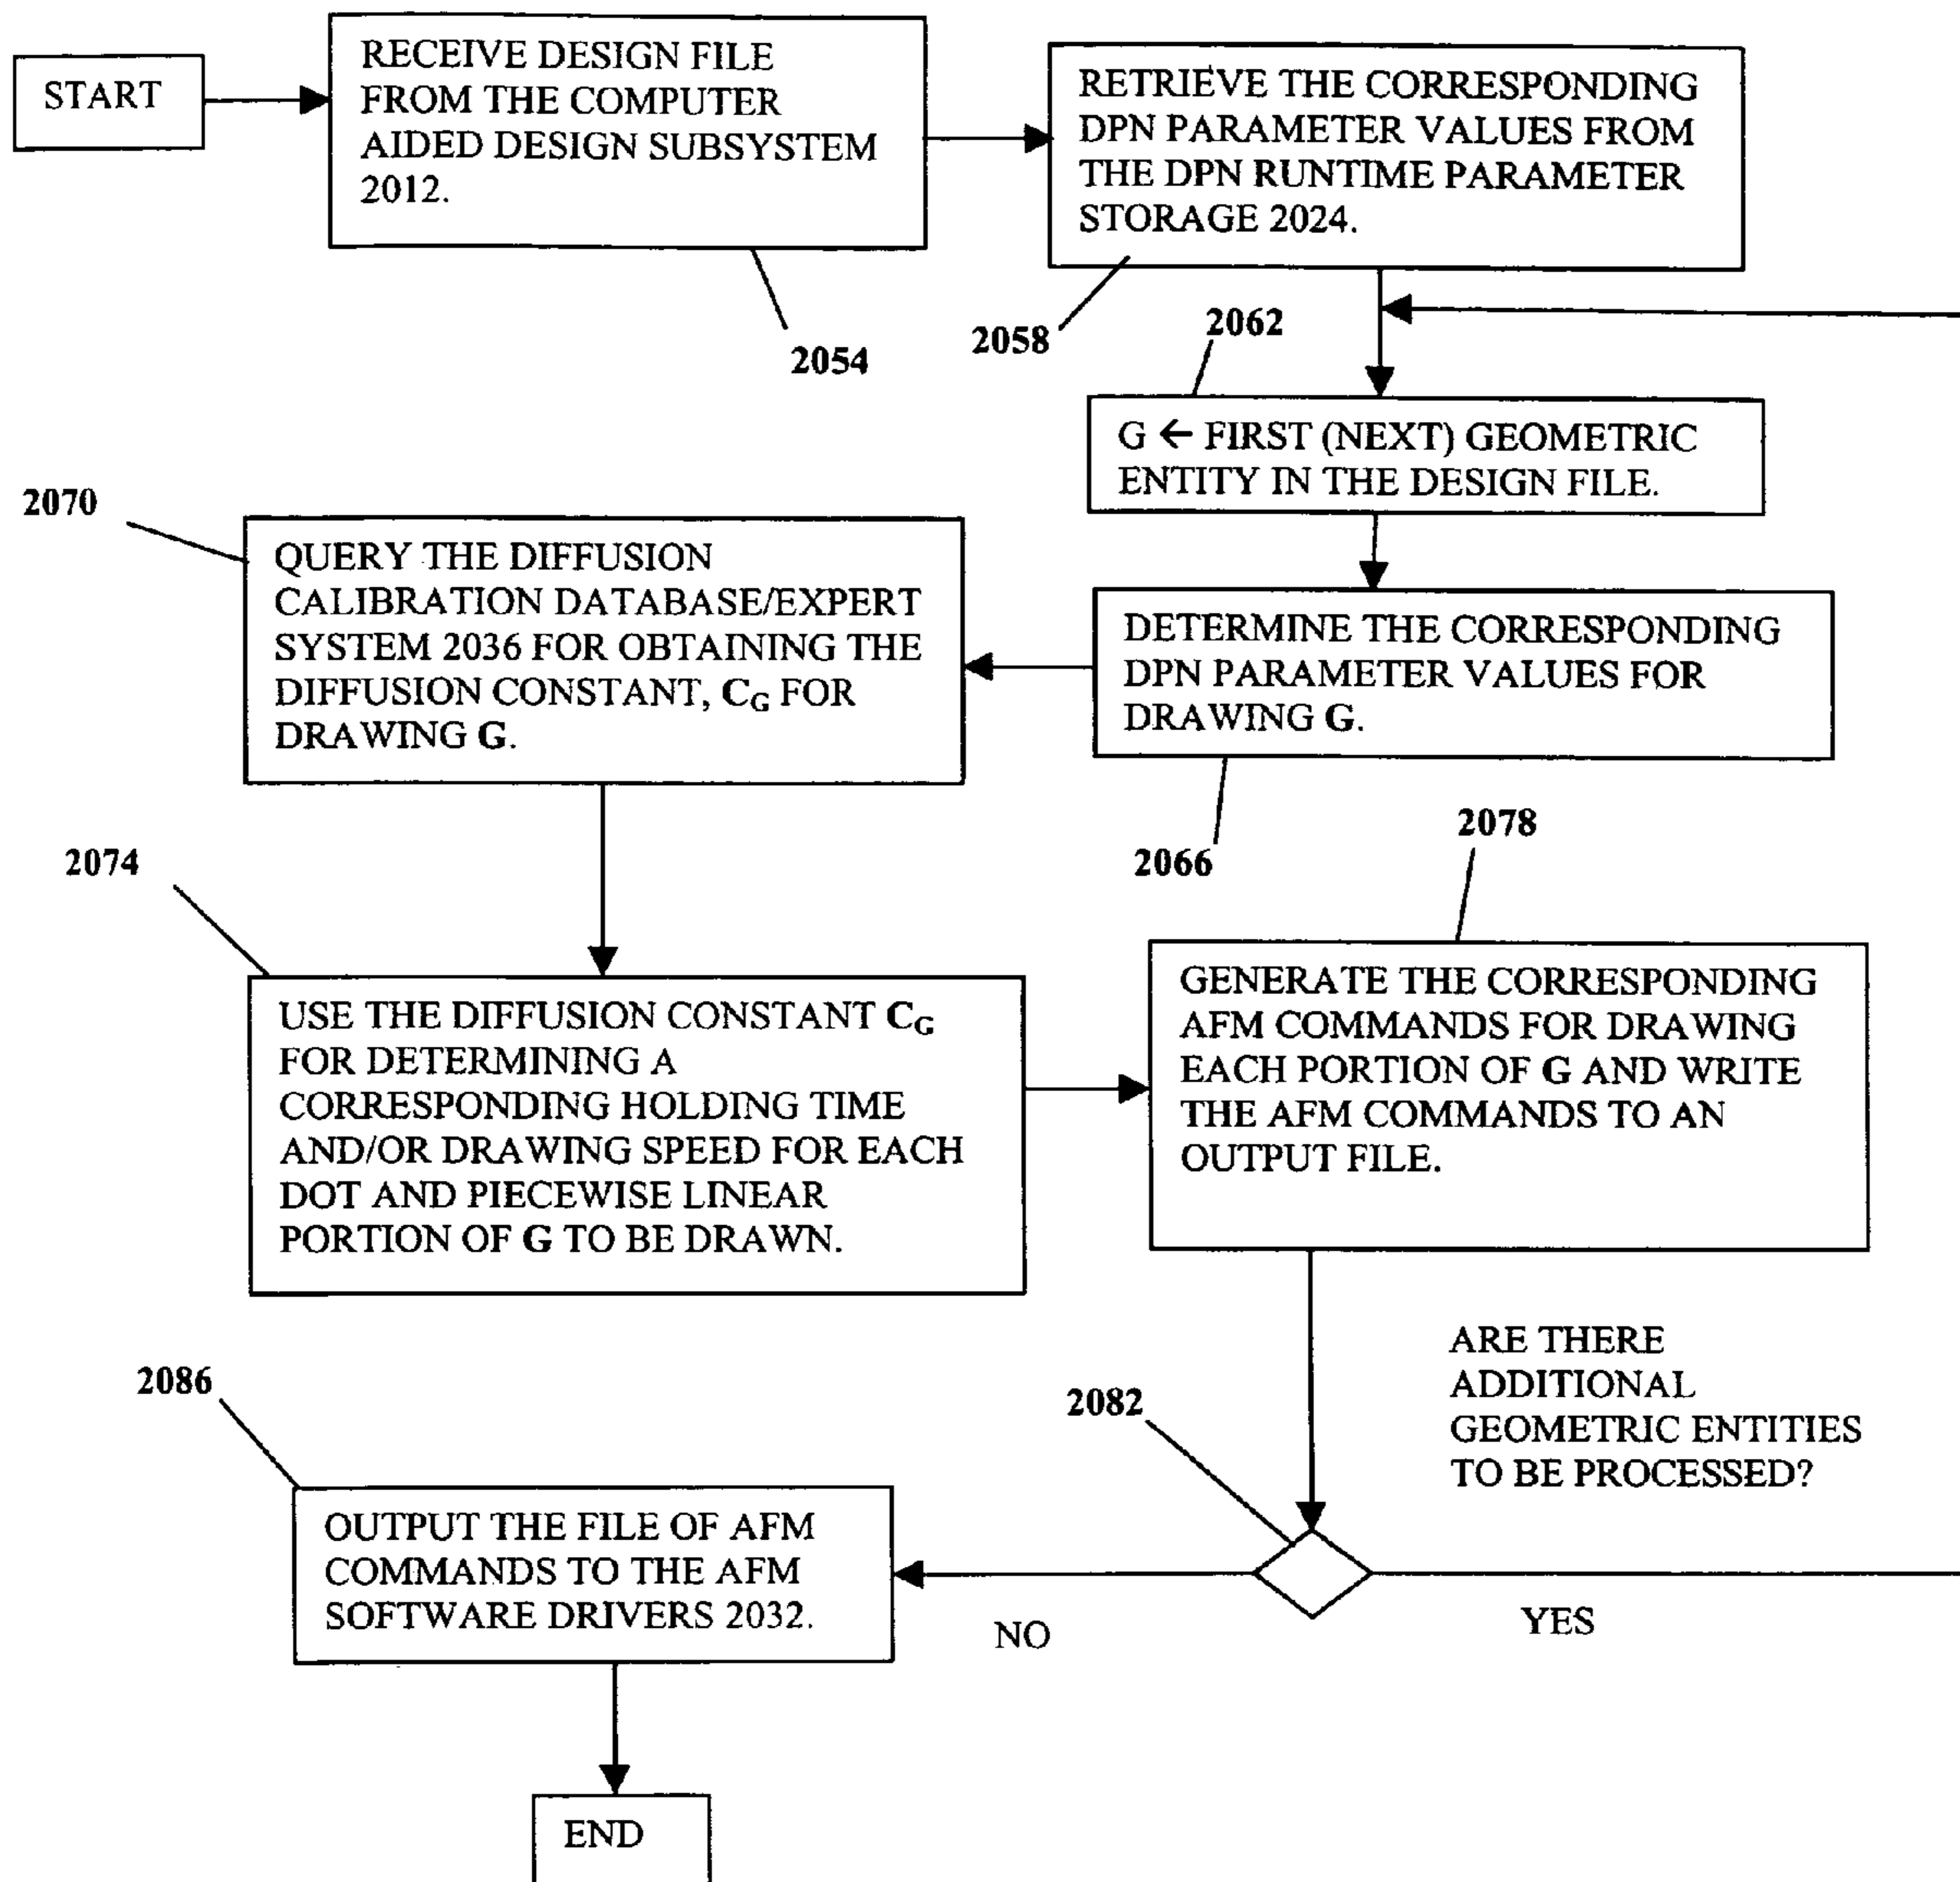 START
RECEIVE DESIGN FILE
FROM THE COMPUTER
AIDED DESIGN SUBSYSTEM
2012.
2054
RETRIEVE THE CORRESPONDING
DPN PARAMETER VALUES FROM
THE DPN RUNTIME PARAMETER
STORAGE 2024.
2058
2062
G ← FIRST (NEXT) GEOMETRIC
ENTITY IN THE DESIGN FILE.
DETERMINE THE CORRESPONDING
DPN PARAMETER VALUES FOR
DRAWING G.
2066
2070
QUERY THE DIFFUSION
CALIBRATION DATABASE/EXPERT
SYSTEM 2036 FOR OBTAINING THE
DIFFUSION CONSTANT, CG FOR
DRAWING G.
2074
USE THE DIFFUSION CONSTANT CG
FOR DETERMINING A
CORRESPONDING HOLDING TIME
AND/OR DRAWING SPEED FOR EACH
DOT AND PIECEWISE LINEAR
PORTION OF G TO BE DRAWN.
2078
GENERATE THE CORRESPONDING
AFM COMMANDS FOR DRAWING
EACH PORTION OF G AND WRITE
THE AFM COMMANDS TO AN
OUTPUT FILE.
ARE THERE
ADDITIONAL
GEOMETRIC ENTITIES
TO BE PROCESSED?
2082
YES
NO
2086
OUTPUT THE FILE OF AFM
COMMANDS TO THE AFM
SOFTWARE DRIVERS 2032.
END